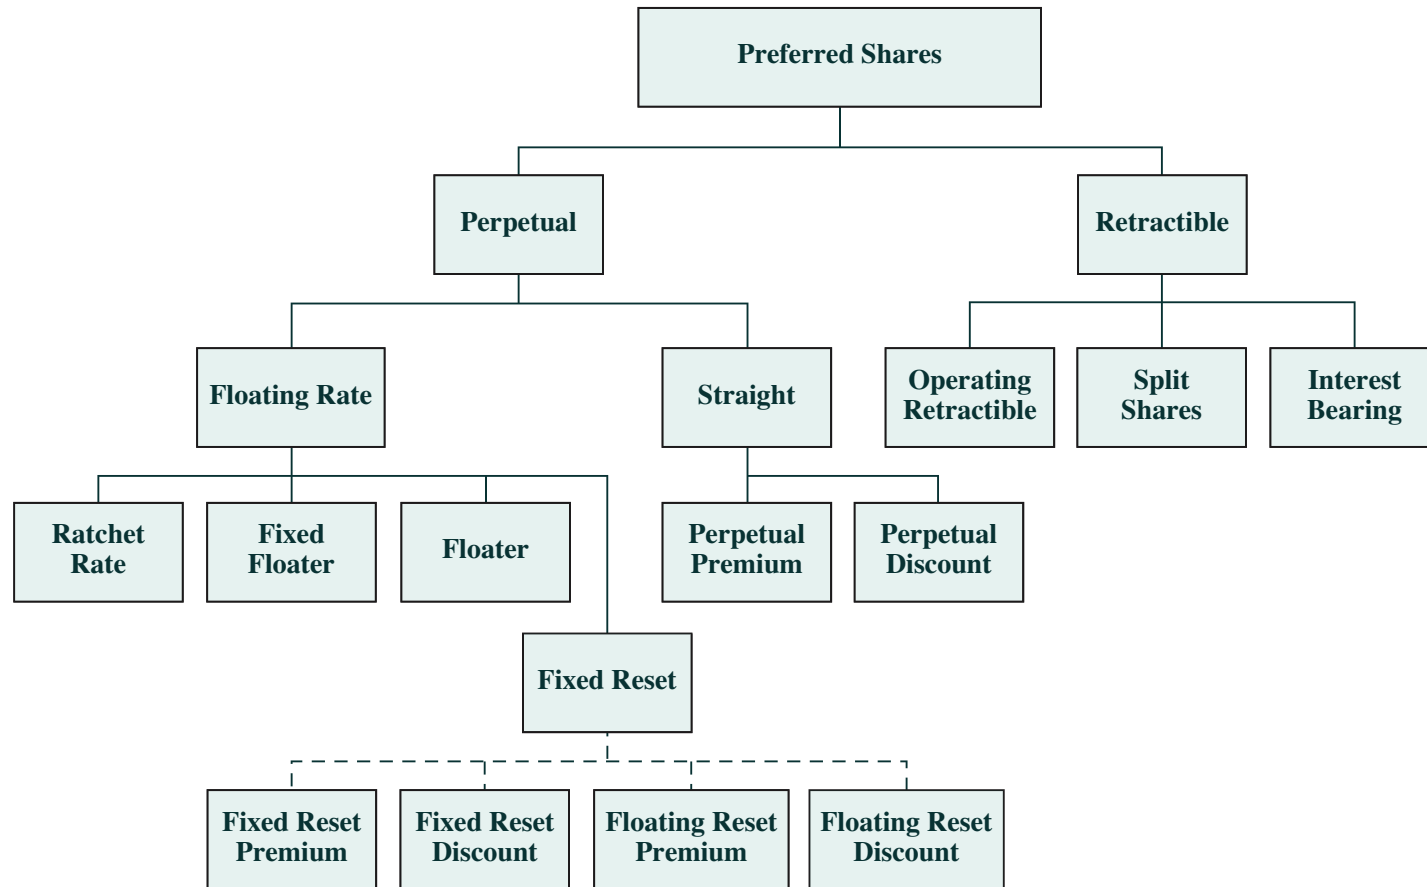 Preferred Shares
Perpetual
Retractible
Floating Rate
Straight
Operating
Retractible
Split
Shares
Interest
Bearing
Ratchet
Rate
Fixed
Floater
Floater
Perpetual
Premium
Perpetual
Discount
Fixed Reset
Fixed Reset
Premium
Fixed Reset
Discount
Floating Reset
Premium
Floating Reset
Discount